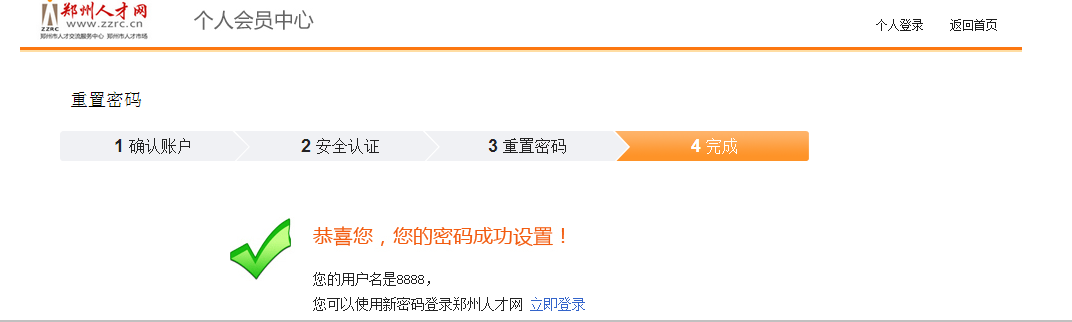 郑州人才网
www.zzrc.cn
ZZRC
郑州市人才交流服务中心 郑州市人才市场
个人会员中心
个人登录 返回首页
重置密码
1 确认账户 2 安全认证 3 重置密码 4 完成
恭喜您，您的密码成功设置！
您的用户名是8888，
您可以使用新密码登录郑州人才网 立即登录